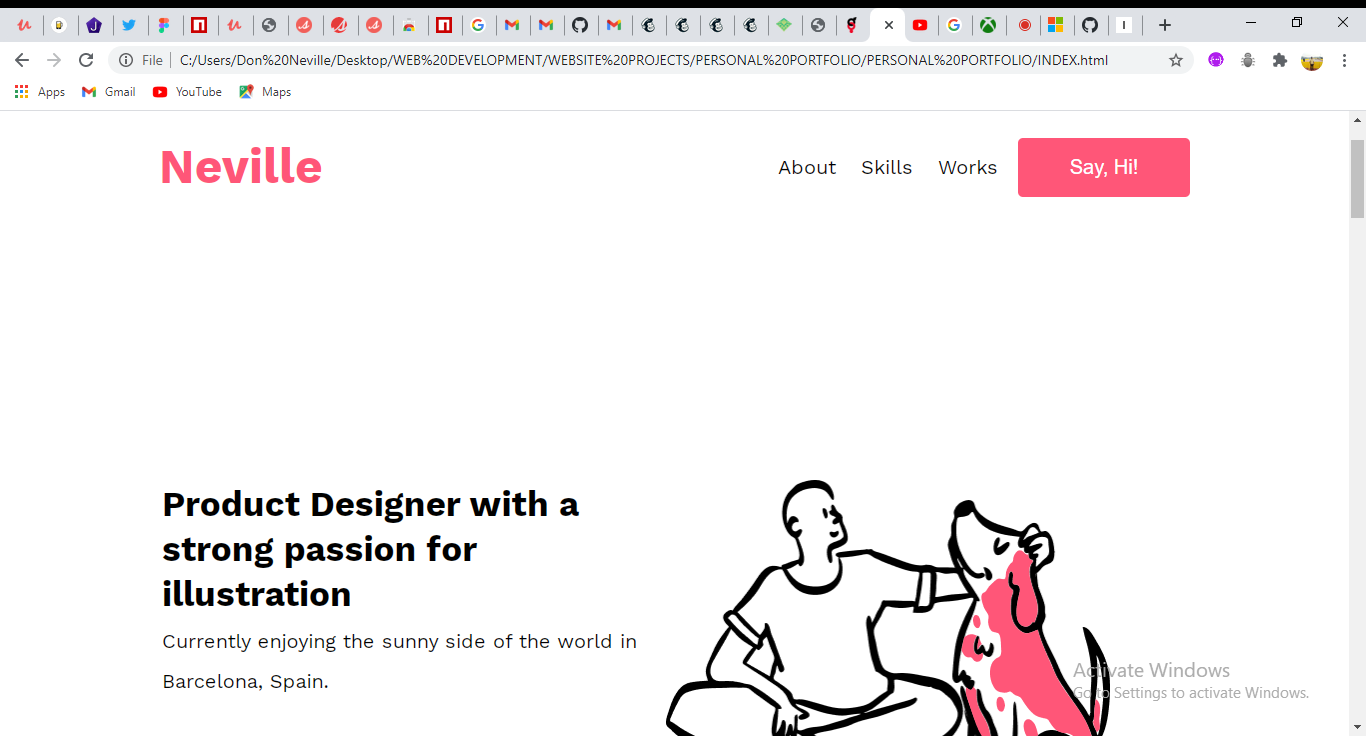 File C:/Users/Don%20Neville/Desktop/WEB%20DEVELOPMENT/WEBSITE%20PROJECTS/PERSONAL%20PORTFOLIO/PERSONAL%20PORTFOLIO/INDEX.html
Apps Gmail YouTube Maps
Neville About Skills Works Say, Hi!
Product Designer with a
strong passion for
illustration
Currently enjoying the sunny side of the world in
Barcelona, Spain.
Activate Windows
Go to Settings to activate Windows.